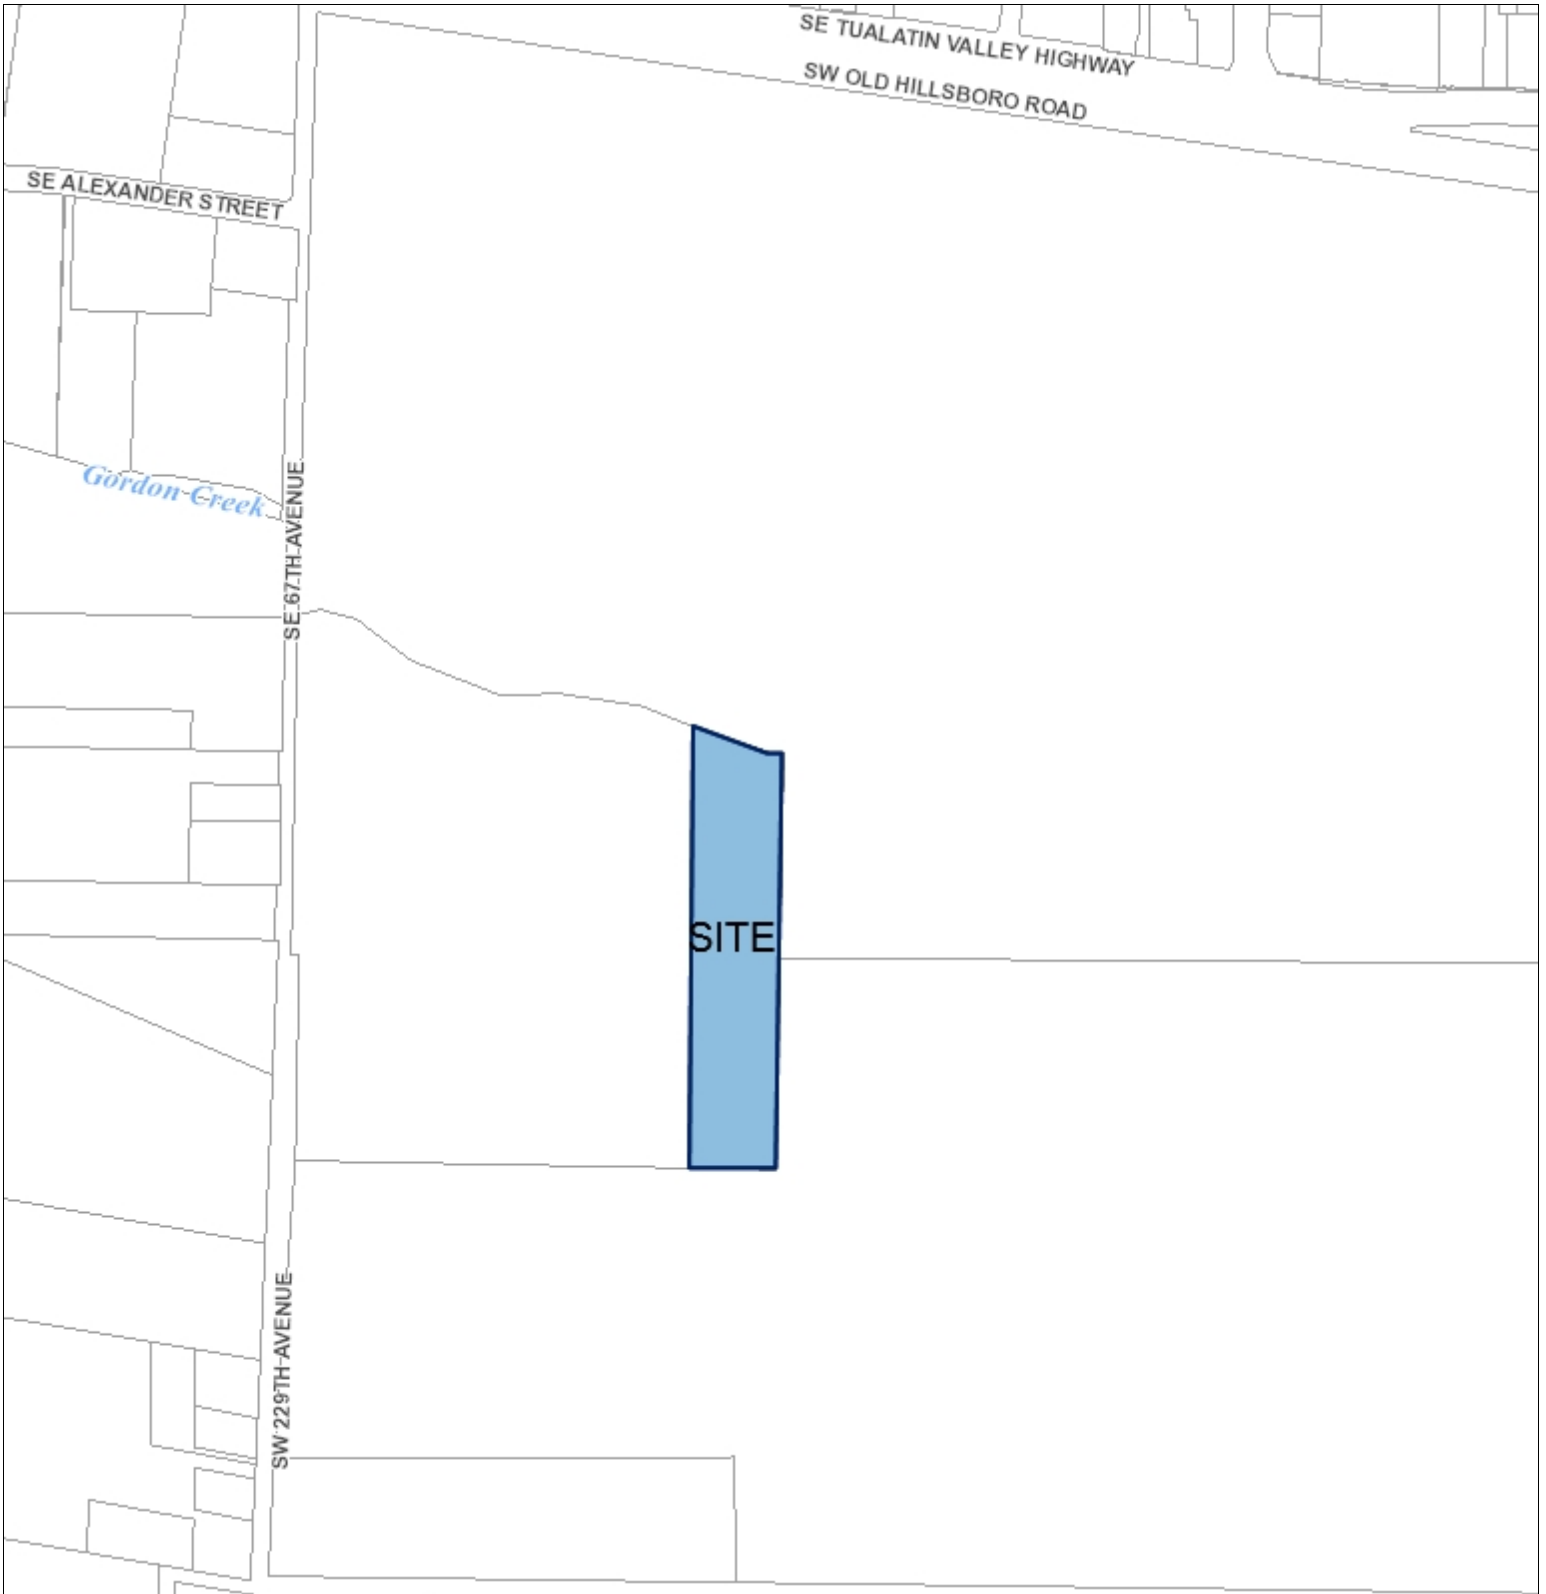 SE TUALATIN VALLEY HIGHWAY
SW OLD HILLSBORO ROAD
SE ALEXANDER STREET
Gordon Creek
SE 67TH AVENUE
SITE
SW 229TH AVENUE